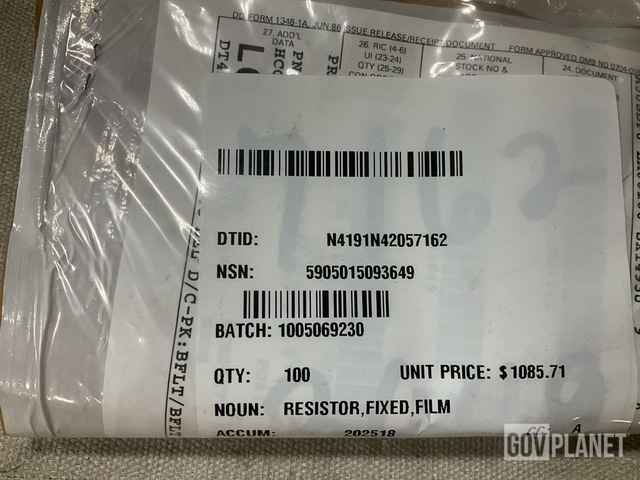 DD FORM 1348-1A, JUN 86 ISSUE RELEASE/RECEIPT DOCUMENT FORM APPROVED OMB NO 0704-01
27. ADD'L DATA
26. RIC (4-6)
UI (23-24)
QTY (25-29)
25. NATIONAL
STOCK NO &
24. DOCUMENT
DTID: N4191N42057162
NSN: 5905015093649
BATCH: 1005069230
QTY: 100 UNIT PRICE: $1085.71
NOUN: RESISTOR,FIXED,FILM
ACCUM: 202518
D/C-PK:BFLT/BFLT
GOVPLANET